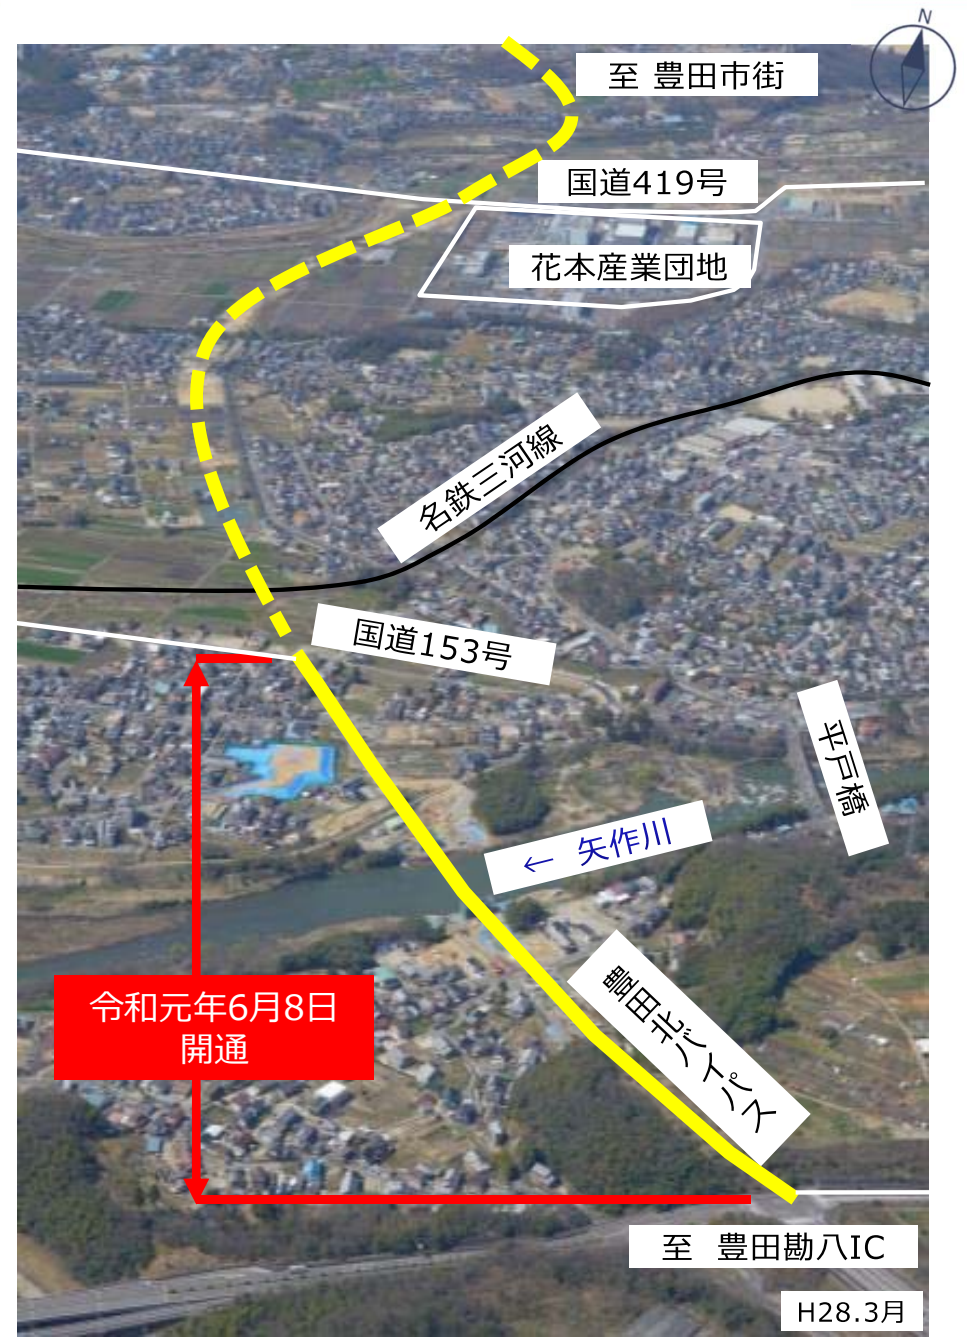 N
至 豊田市街
国道419号
花本産業団地
名鉄三河線
国道153号
平戸橋
← 矢作川
豊田北バイパス
令和元年6月8日
開通
至 豊田勘八IC
H28.3月